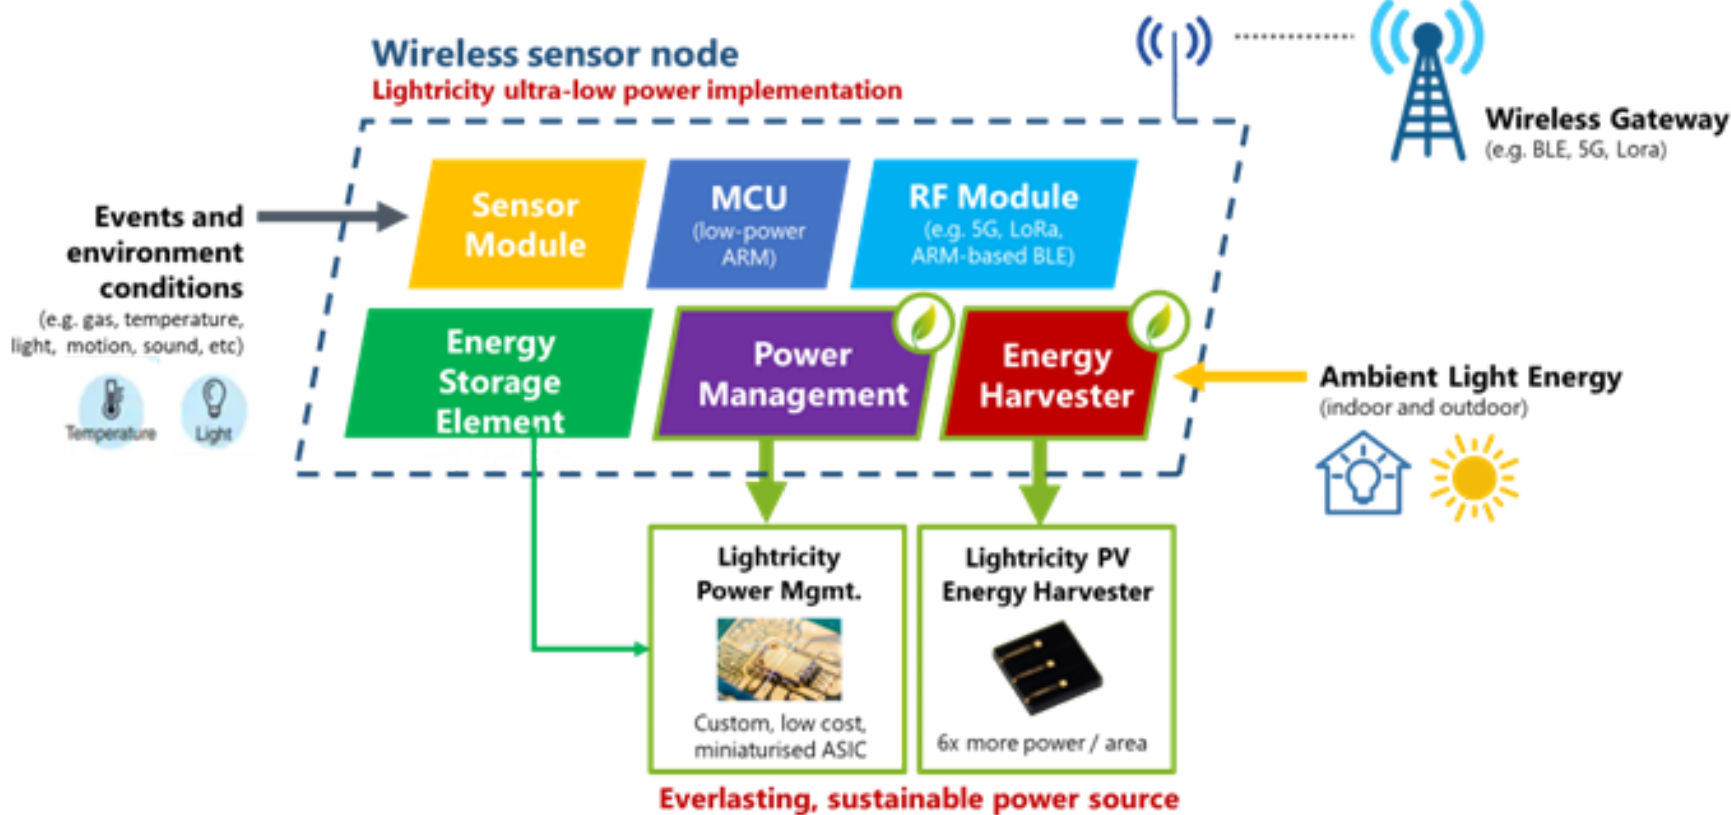 Wireless sensor node
Lightricity ultra-low power implementation
Wireless Gateway
(e.g. BLE, 5G, Lora)
Events and
environment
conditions
(e.g. gas, temperature,
light, motion, sound, etc)
Temperature
Light
Sensor
Module
MCU
(low-power
ARM)
RF Module
(e.g. 5G, LoRa,
ARM-based BLE)
Energy
Storage
Element
Power
Management
Energy
Harvester
Ambient Light Energy
(indoor and outdoor)
Lightricity
Power Mgmt.
Custom, low cost,
miniaturised ASIC
Lightricity PV
Energy Harvester
6x more power / area
Everlasting, sustainable power source